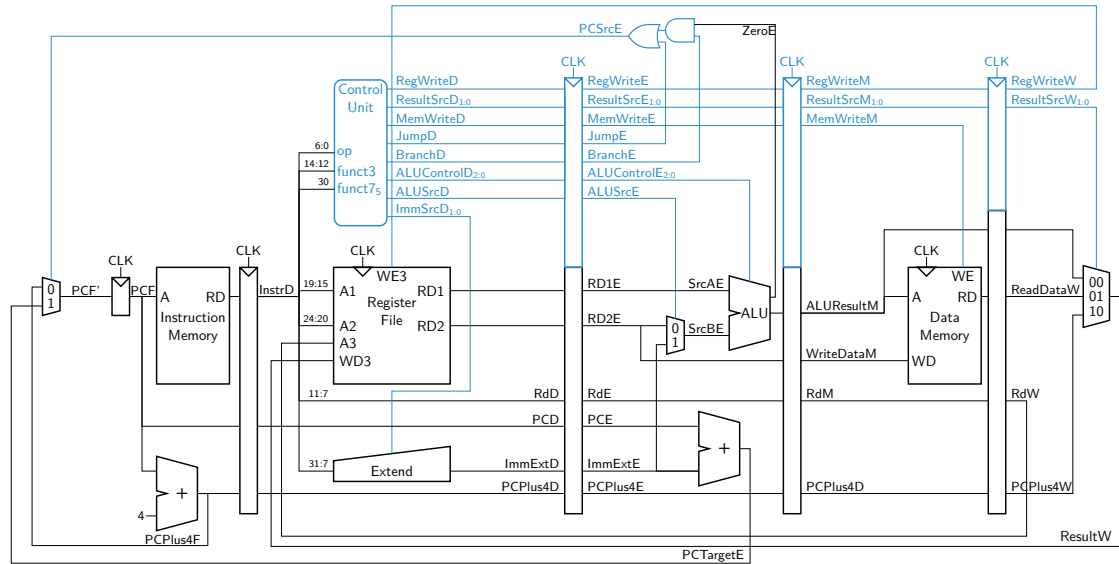 PCSrcE
ZeroE
CLK CLK CLK
Control
Unit
op
funct3
funct7₅
6:0
14:12
30
RegWriteD RegWriteE RegWriteM RegWriteW
ResultSrcD₁:₀ ResultSrcE₁:₀ ResultSrcM₁:₀ ResultSrcW₁:₀
MemWriteD MemWriteE MemWriteM
JumpD JumpE
BranchD BranchE
ALUControlD₂:₀ ALUControlE₂:₀
ALUSrcD ALUSrcE
ImmSrcD₁:₀
CLK CLK CLK CLK
0
1
PCF' PCF
A RD
Instruction
Memory
InstrD
19:15
24:20
WE3
A1 RD1
Register
File
A2 RD2
A3
WD3
RD1E SrcAE
RD2E
0
1
SrcBE
ALU
ALUResultM
WriteDataM
WE
A RD
Data
Memory
WD
ReadDataW
00
01
10
11:7 RdD RdE RdM RdW
PCD PCE
+
31:7 Extend ImmExtD ImmExtE
+
4
PCPlus4D PCPlus4E PCPlus4D PCPlus4W
PCPlus4F
ResultW
PCTargetE